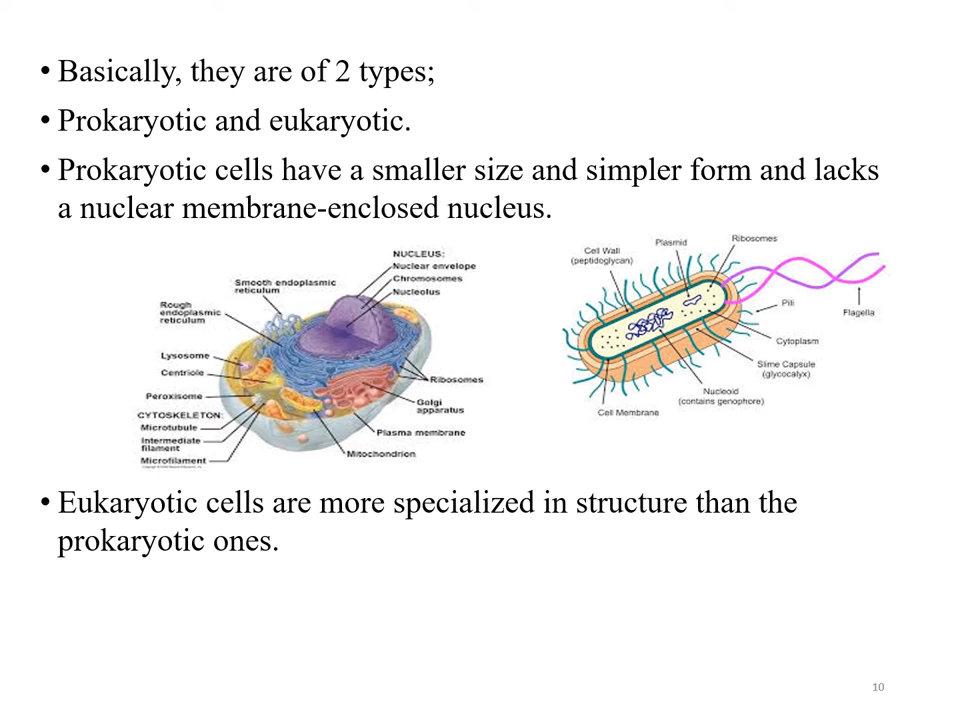 • Basically, they are of 2 types;
• Prokaryotic and eukaryotic.
• Prokaryotic cells have a smaller size and simpler form and lacks
a nuclear membrane-enclosed nucleus.
NUCLEUS:
Nuclear envelope
Chromosomes
Nucleolus
Smooth endoplasmic
reticulum
Rough
endoplasmic
reticulum
Lysosome
Centriole
Peroxisome
CYTOSKELETON:
Microtubule
Intermediate
filament
Microfilament
Ribosomes
Golgi
apparatus
Plasma membrane
Mitochondrion
Cell Wall
(peptidoglycan)
Plasmid
Ribosomes
Pili
Flagella
Cytoplasm
Slime Capsule
(glycocalyx)
Nucleoid
(contains genophore)
Cell Membrane
• Eukaryotic cells are more specialized in structure than the
prokaryotic ones.
10